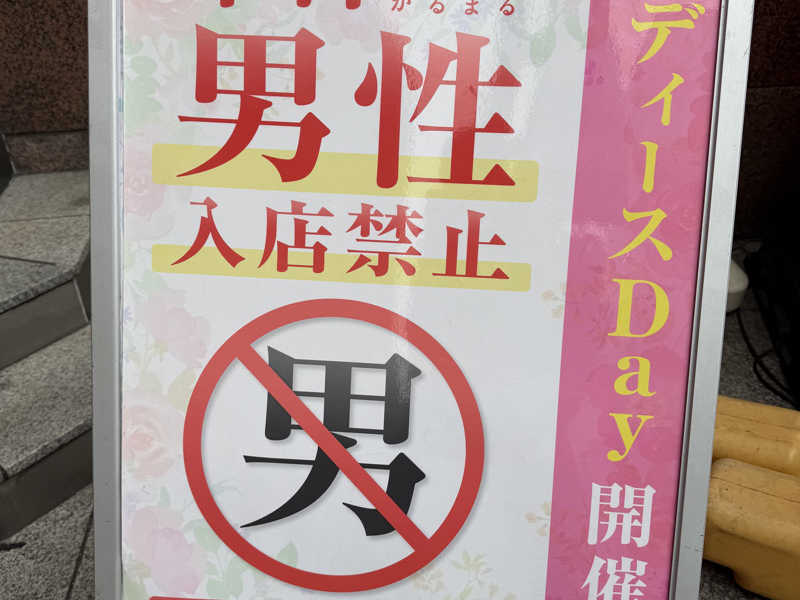 かるまる
男性
入店禁止
男
ディースDay開催